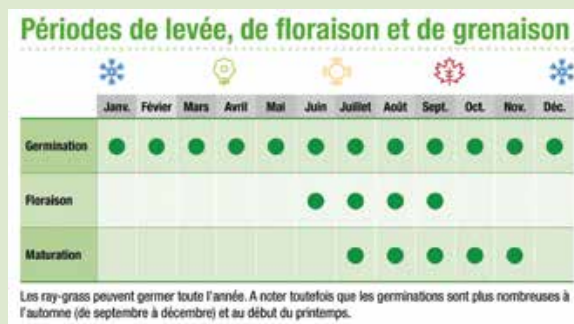 Périodes de levée, de floraison et de grenaison
Janv. Février Mars Avril Mai Juin Juillet Août Sept. Oct. Nov. Déc.
Germination
Floraison
Maturation
Les ray-grass peuvent germer toute l'année. A noter toutefois que les germinations sont plus nombreuses à
l'automne (de septembre à décembre) et au début du printemps.